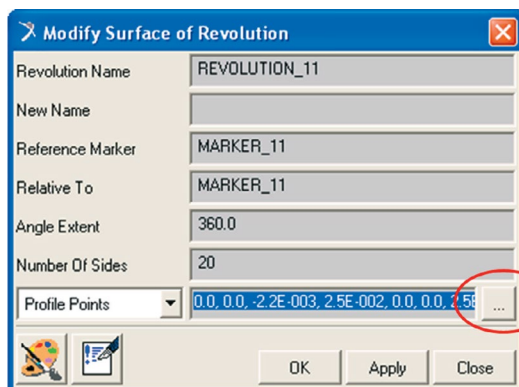 Modify Surface of Revolution
Revolution Name REVOLUTION_11
New Name
Reference Marker MARKER_11
Relative To MARKER_11
Angle Extent 360.0
Number Of Sides 20
Profile Points 0.0, 0.0, -2.2E-003, 2.5E-002, 0.0, 0.0, ...
OK Apply Close